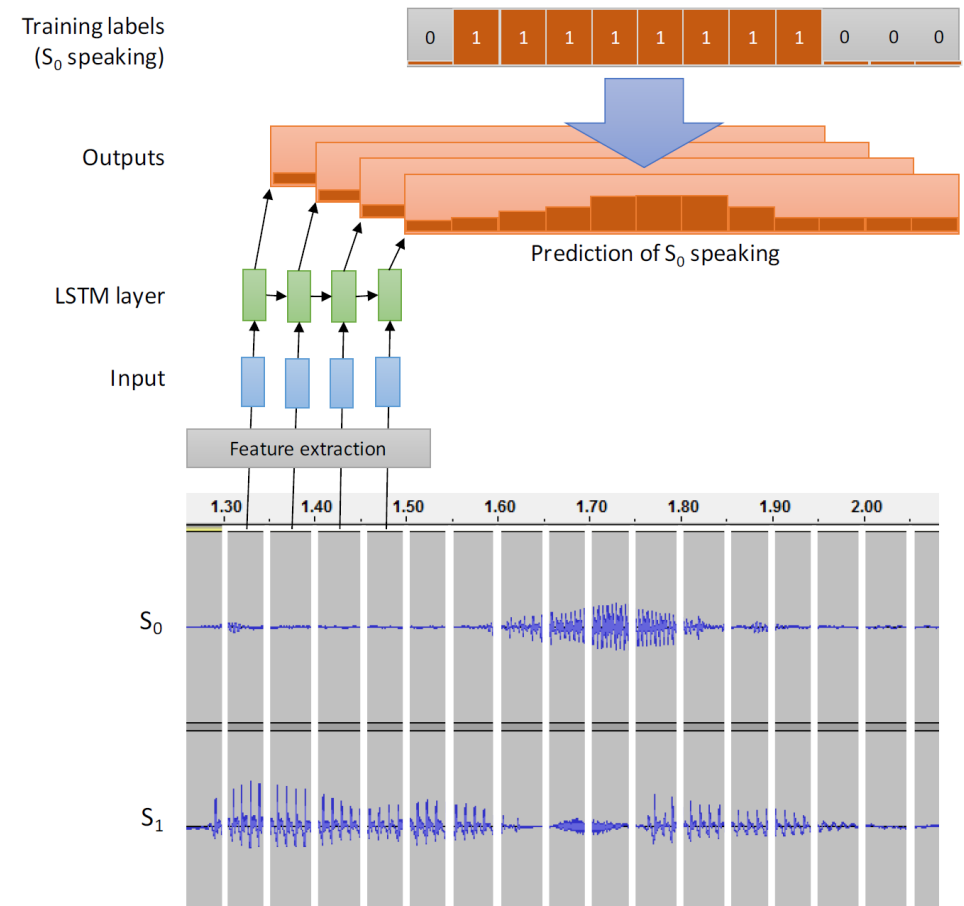 Training labels
(S0 speaking)
0 1 1 1 1 1 1 1 1 0 0 0
Outputs
Prediction of S0 speaking
LSTM layer
Input
Feature extraction
1.30 1.40 1.50 1.60 1.70 1.80 1.90 2.00
S0
S1